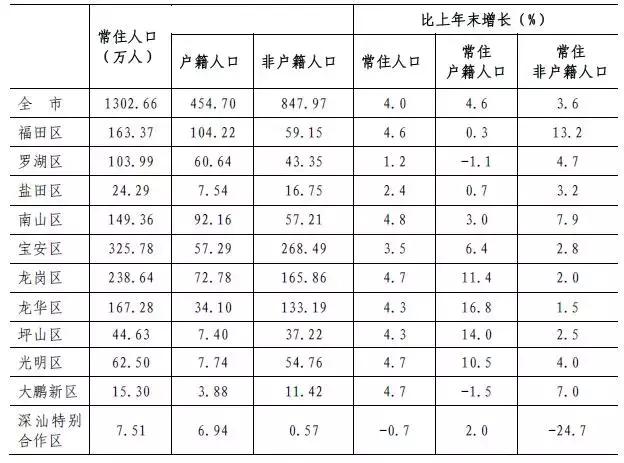 常住人口（万人） 户籍人口 非户籍人口 比上年末增长（%）
常住人口 常住户籍人口 常住非户籍人口
全 市 1302.66 454.70 847.97 4.0 4.6 3.6
福田区 163.37 104.22 59.15 4.6 0.3 13.2
罗湖区 103.99 60.64 43.35 1.2 -1.1 4.7
盐田区 24.29 7.54 16.75 2.4 0.7 3.2
南山区 149.36 92.16 57.21 4.8 3.0 7.9
宝安区 325.78 57.29 268.49 3.5 6.4 2.8
龙岗区 238.64 72.78 165.86 4.7 11.4 2.0
龙华区 167.28 34.10 133.19 4.3 16.8 1.5
坪山区 44.63 7.40 37.22 4.3 14.0 2.5
光明区 62.50 7.74 54.76 4.7 10.5 4.0
大鹏新区 15.30 3.88 11.42 4.7 -1.5 7.0
深汕特别合作区 7.51 6.94 0.57 -0.7 2.0 -24.7